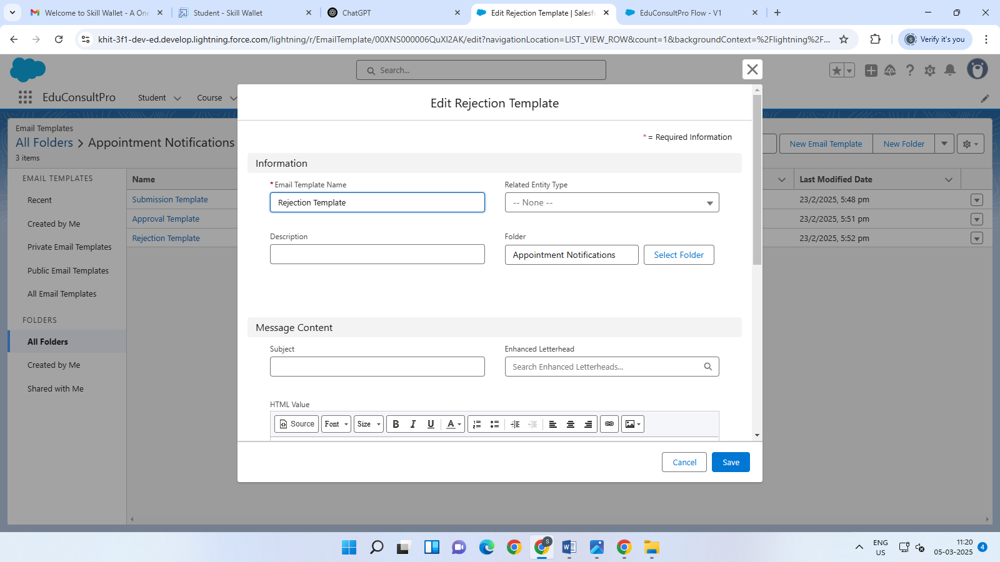 Welcome to Skill Wallet - A One
Student - Skill Wallet
ChatGPT
Edit Rejection Template | Salesf
EduConsultPro Flow - V1
khit-3f1-dev-ed.develop.lightning.force.com/lightning/r/EmailTemplate/00XNS000006QuXI2AK/edit?navigationLocation=LIST_VIEW_ROW&count=1&backgroundContext=%2Flightning%2F...
S
Verify it's you
Search...
EduConsultPro
Student
Course
Edit Rejection Template
* = Required Information
Email Templates
All Folders > Appointment Notifications
3 items
New Email Template
New Folder
EMAIL TEMPLATES
Recent
Created by Me
Private Email Templates
Public Email Templates
All Email Templates
FOLDERS
All Folders
Created by Me
Shared with Me
Name
Last Modified Date
Submission Template
23/2/2025, 5:48 pm
Approval Template
23/2/2025, 5:51 pm
Rejection Template
23/2/2025, 5:52 pm
Information
* Email Template Name
Rejection Template
Related Entity Type
-- None --
Description
Folder
Appointment Notifications
Select Folder
Message Content
Subject
Enhanced Letterhead
Search Enhanced Letterheads...
HTML Value
Source
Font
Size
B I U A
Cancel
Save
S
ENG
US
11:20
05-03-2025
4